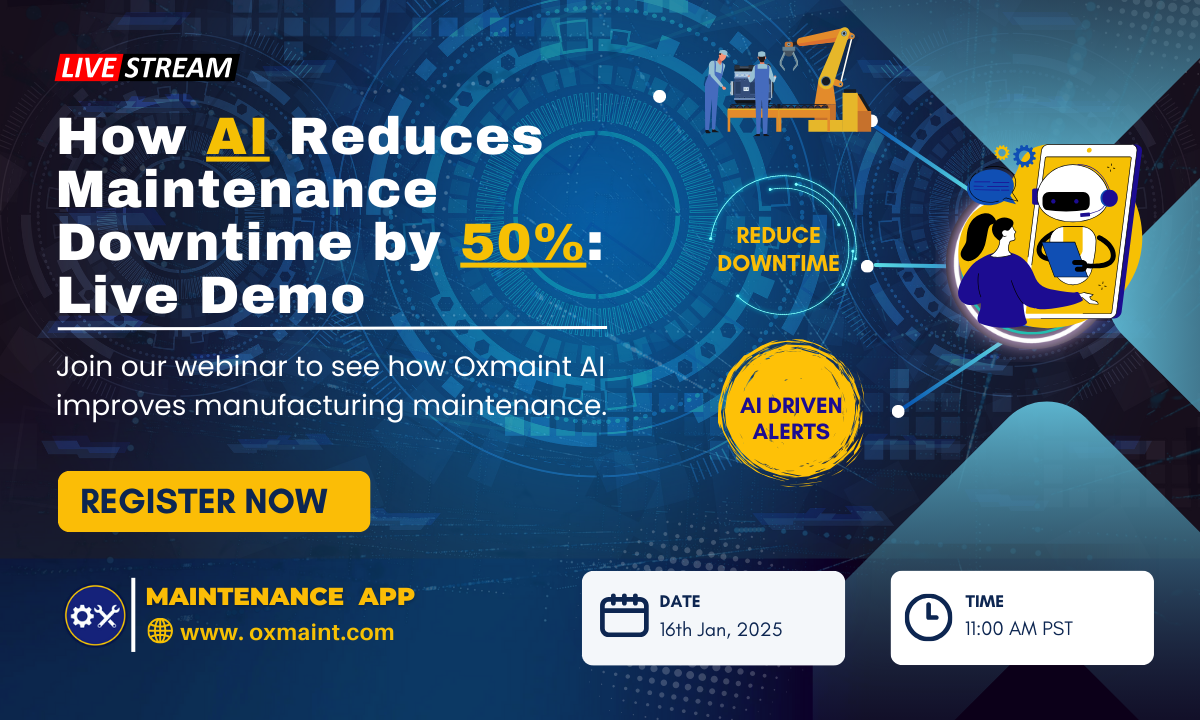 LIVE STREAM
How AI Reduces
Maintenance
Downtime by 50%:
Live Demo
Join our webinar to see how Oxmaint AI
improves manufacturing maintenance.
REGISTER NOW
MAINTENANCE APP
www. oxmaint.com
REDUCE
DOWNTIME
AI DRIVEN
ALERTS
DATE
16th Jan, 2025
TIME
11:00 AM PST